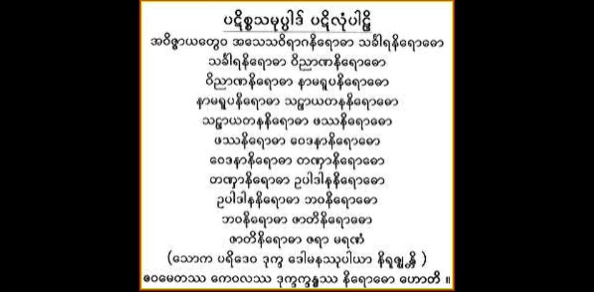 ပဋိစ္စသမုပ္ပါဒ် ပဋိလုံပါဠိ
အဝိဇ္ဇာယတွေဝ အသေသဝိရာဂနိရောဓာ သင်္ခါရနိရောဓော
သင်္ခါရနိရောဓာ ဝိညာဏနိရောဓော
ဝိညာဏနိရောဓာ နာမရူပနိရောဓော
နာမရူပနိရောဓာ သဠာယတနနိရောဓော
သဠာယတနနိရောဓာ ဖဿနိရောဓော
ဖဿနိရောဓာ ဝေဒနာနိရောဓော
ဝေဒနာနိရောဓာ တဏှာနိရောဓော
တဏှာနိရောဓာ ဥပါဒါနနိရောဓော
ဥပါဒါနနိရောဓာ ဘဝနိရောဓော
ဘဝနိရောဓာ ဇာတိနိရောဓော
ဇာတိနိရောဓာ ဇရာ မရဏံ
(သောက ပရိဒေဝ ဒုက္ခ ဒေါမနဿုပါယာ နိရုဇ္ဈန္တိ )
ဧဝမေတဿ ကေဝလဿ ဒုက္ခက္ခန္ဓဿ နိရောဓော ဟောတိ ။